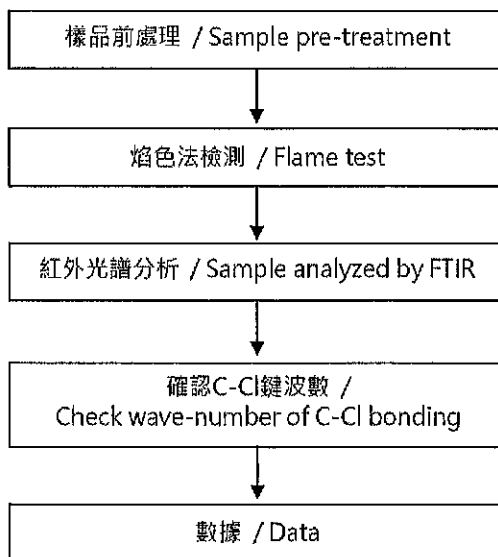 樣品前處理 / Sample pre-treatment
焰色法檢測 / Flame test
紅外光譜分析 / Sample analyzed by FTIR
確認C-Cl鍵波數 /
Check wave-number of C-Cl bonding
數據 / Data